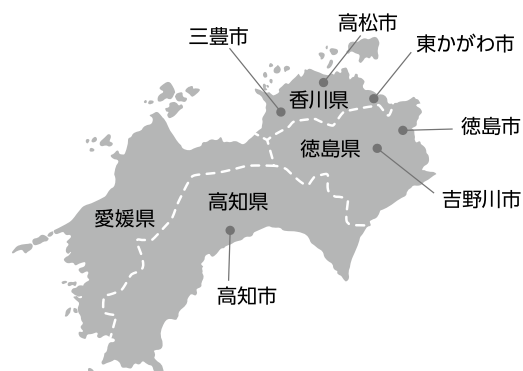 高松市
三豊市
東かがわ市
香川県
徳島市
徳島県
吉野川市
高知県
愛媛県
高知市